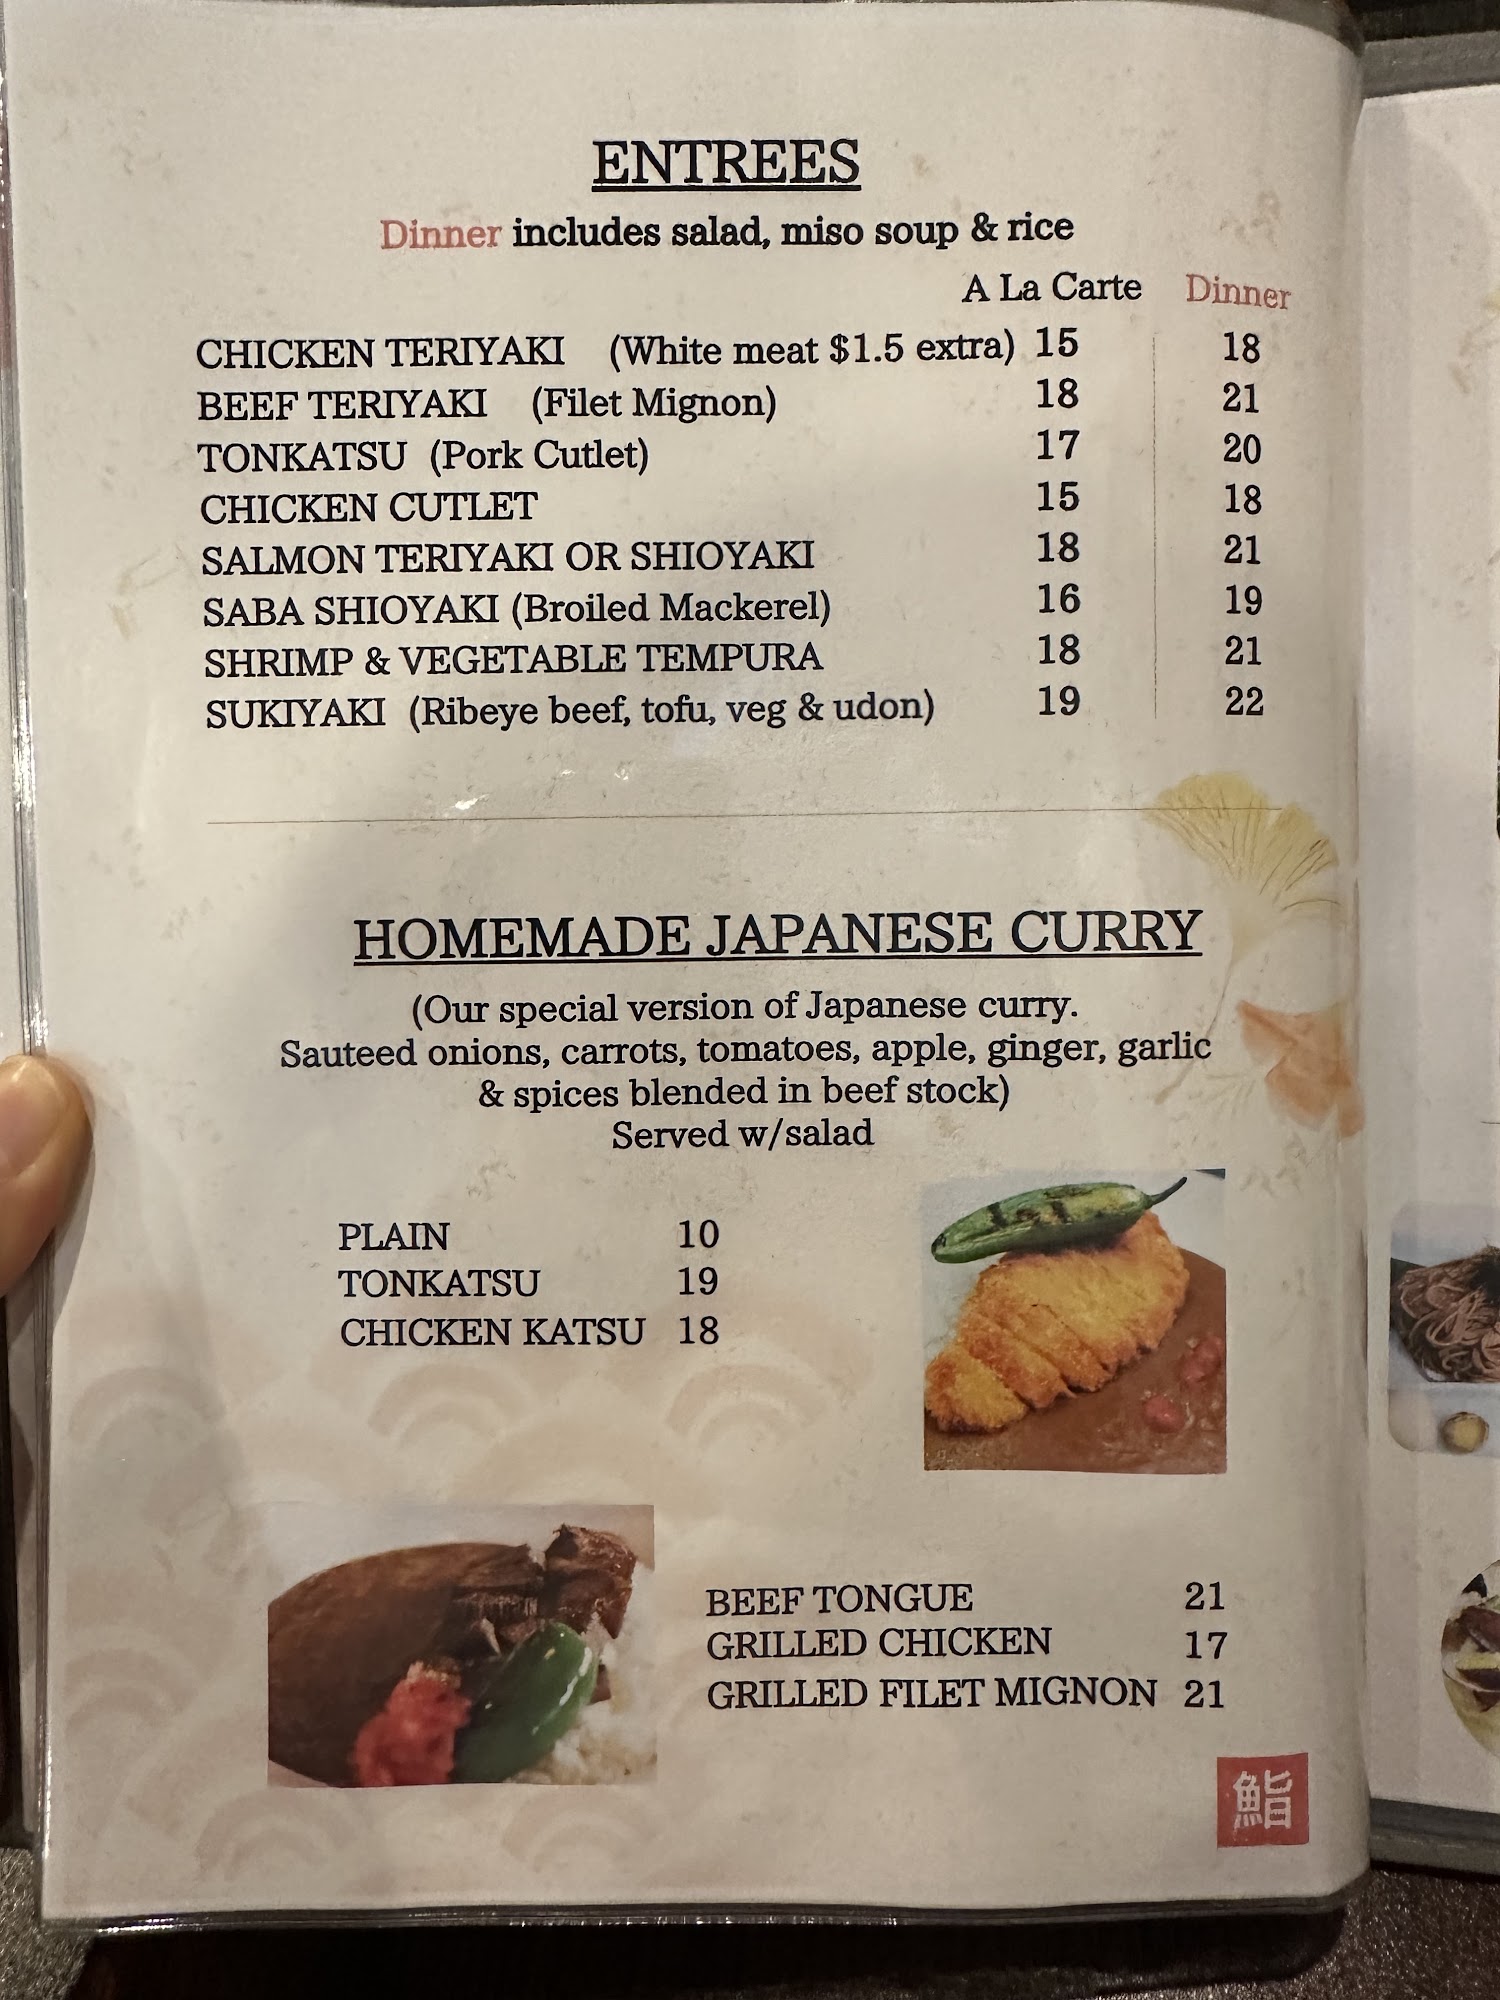 ENTREES
Dinner includes salad, miso soup & rice
A La Carte Dinner
CHICKEN TERIYAKI (White meat $1.5 extra) 15 18
BEEF TERIYAKI (Filet Mignon) 18 21
TONKATSU (Pork Cutlet) 17 20
CHICKEN CUTLET 15 18
SALMON TERIYAKI OR SHIOYAKI 18 21
SABA SHIOYAKI (Broiled Mackerel) 16 19
SHRIMP & VEGETABLE TEMPURA 18 21
SUKIYAKI (Ribeye beef, tofu, veg & udon) 19 22
HOMEMADE JAPANESE CURRY
(Our special version of Japanese curry.
Sauteed onions, carrots, tomatoes, apple, ginger, garlic
& spices blended in beef stock)
Served w/salad
PLAIN 10
TONKATSU 19
CHICKEN KATSU 18
BEEF TONGUE 21
GRILLED CHICKEN 17
GRILLED FILET MIGNON 21
鮨